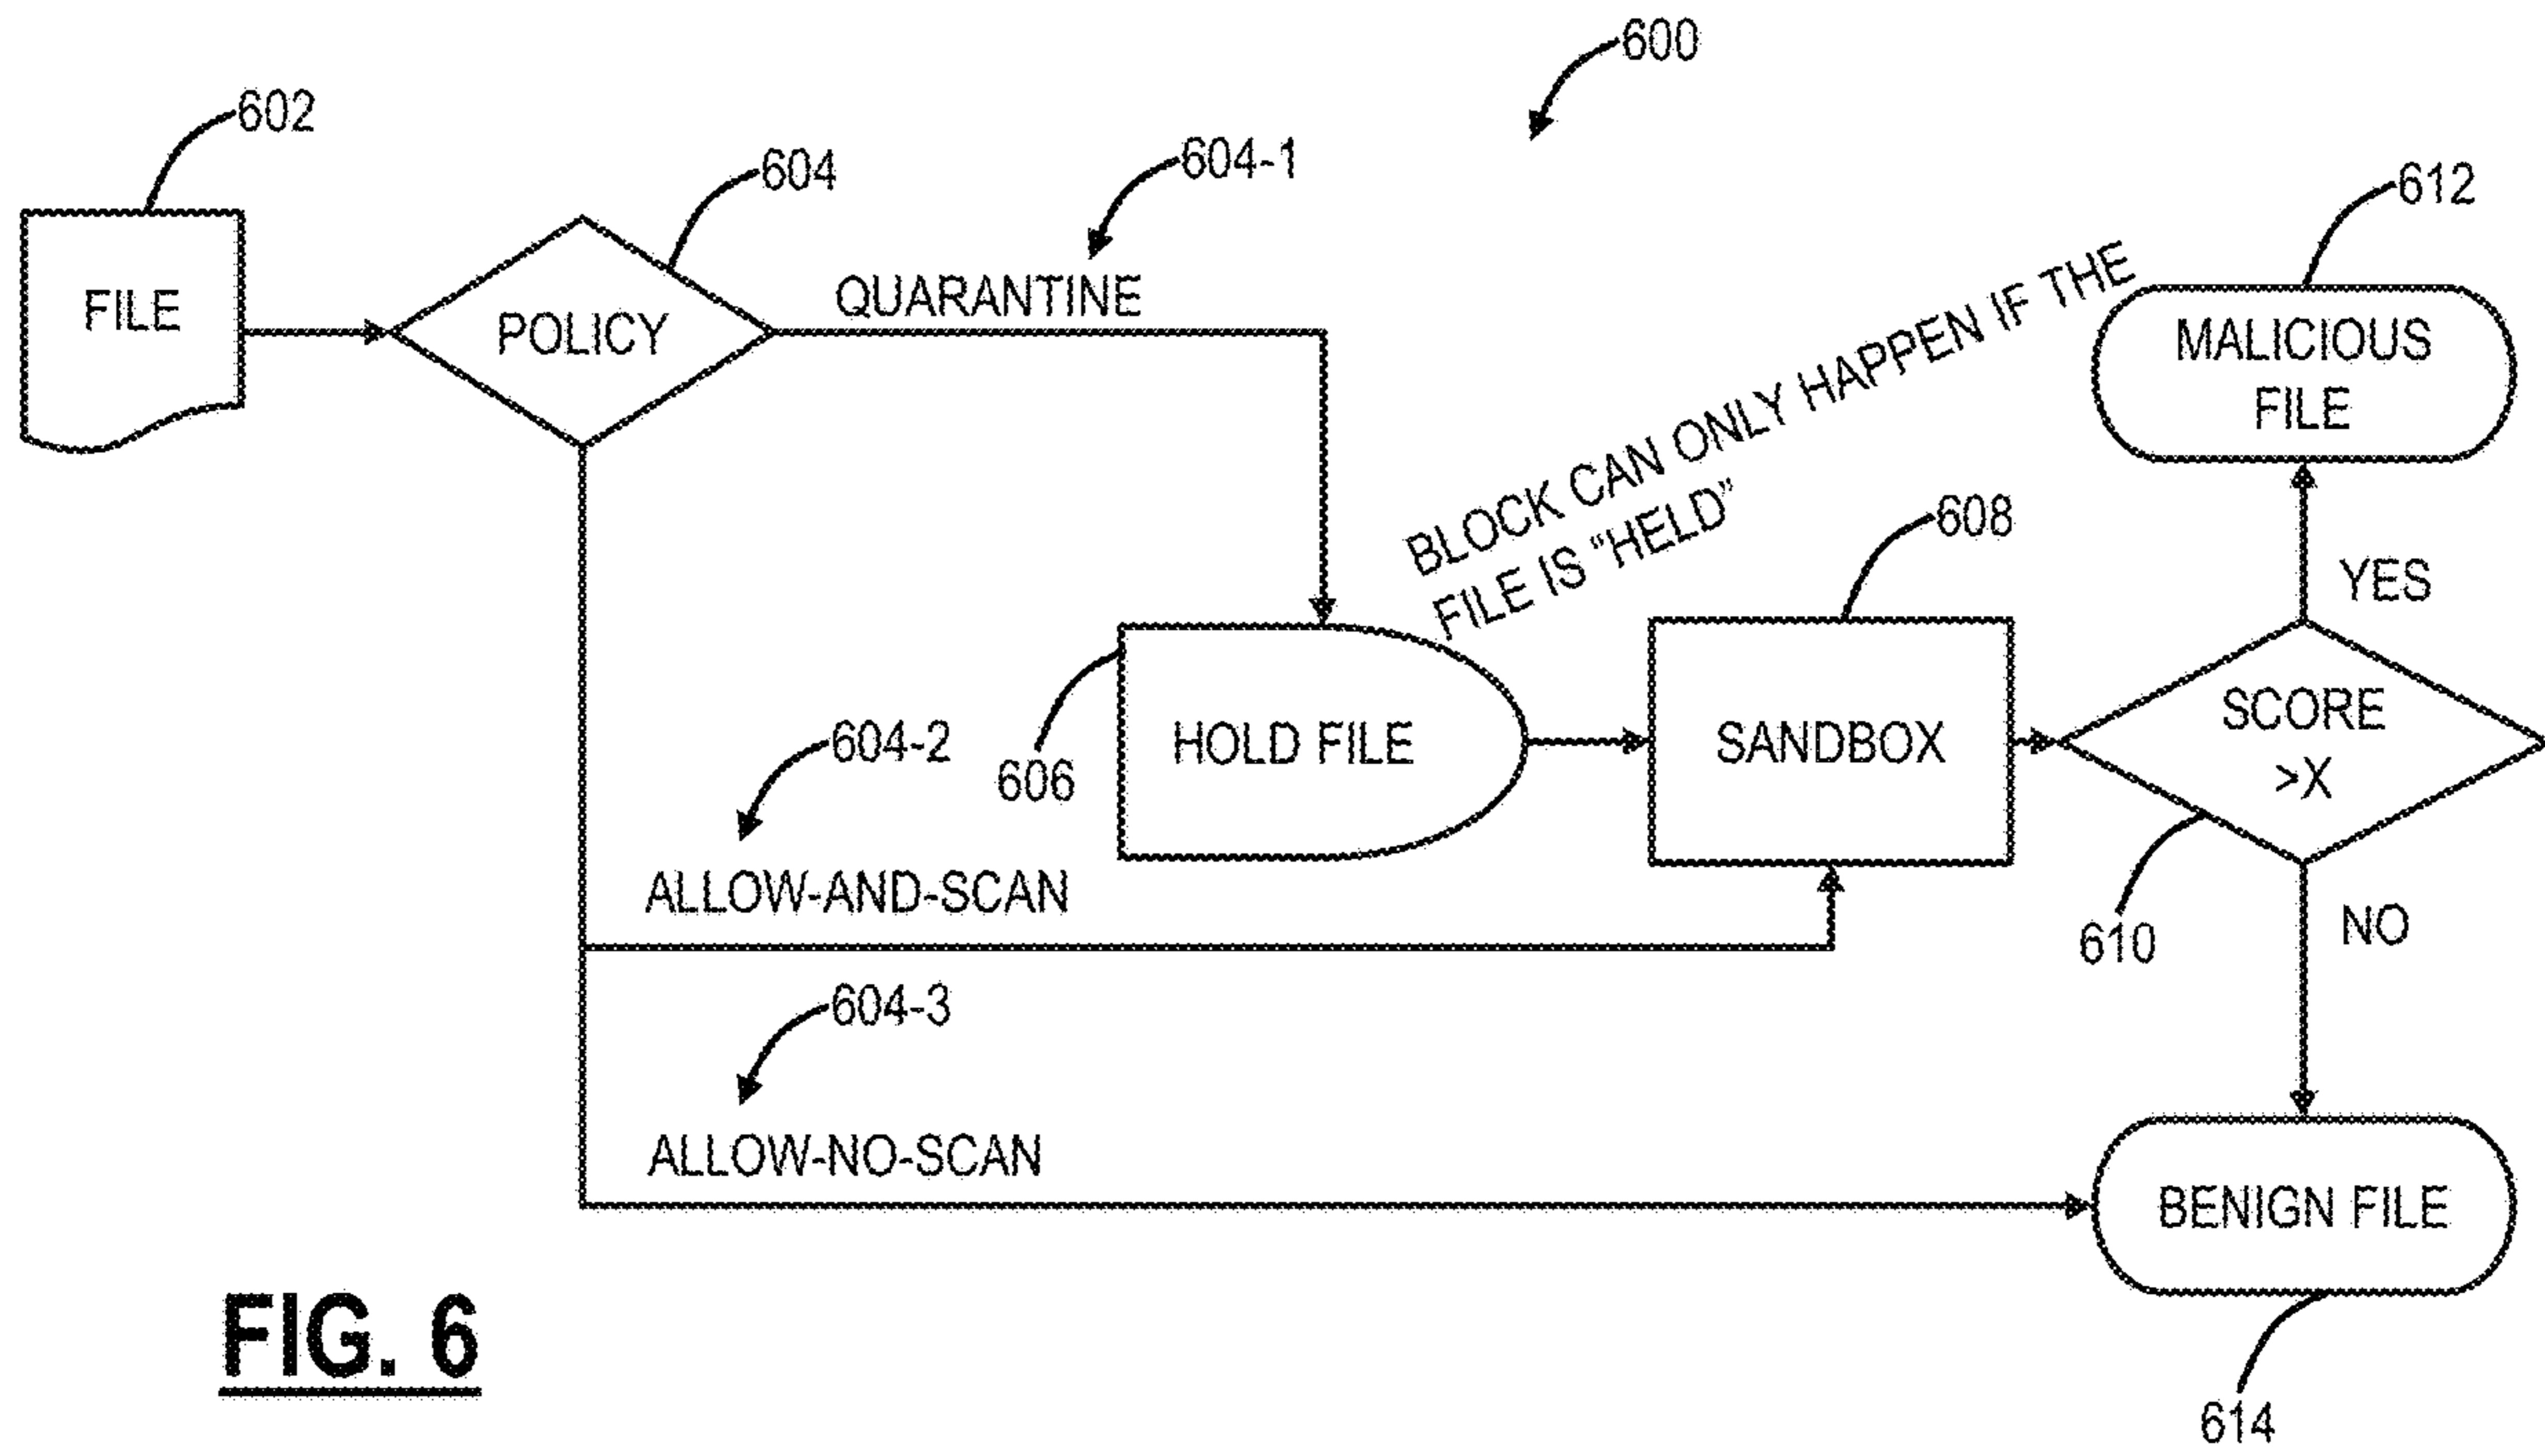 600
602
604
604-1
612
FILE
POLICY
QUARANTINE
BLOCK CAN ONLY HAPPEN IF THE
FILE IS "HELD"
MALICIOUS
FILE
608
YES
606
HOLD FILE
SANDBOX
SCORE
>X
604-2
ALLOW-AND-SCAN
610
NO
604-3
ALLOW-NO-SCAN
BENIGN FILE
614
FIG. 6